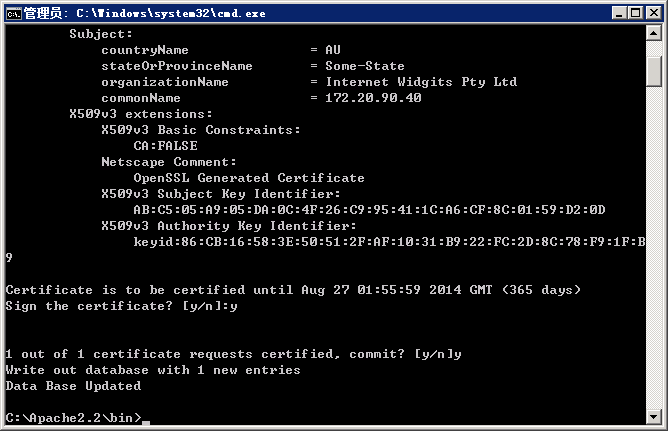 管理员: C:\Windows\system32\cmd.exe
Subject:
countryName = AU
stateOrProvinceName = Some-State
organizationName = Internet Widgits Pty Ltd
commonName = 172.20.90.40
X509v3 extensions:
X509v3 Basic Constraints:
CA:FALSE
Netscape Comment:
OpenSSL Generated Certificate
X509v3 Subject Key Identifier:
AB:C5:05:A9:05:DA:0C:4F:26:C9:95:41:1C:A6:CF:8C:01:59:D2:0D
X509v3 Authority Key Identifier:
keyid:86:CB:16:58:3E:50:51:2F:AF:10:31:B9:22:FC:2D:8C:78:F9:1F:B
9
Certificate is to be certified until Aug 27 01:55:59 2014 GMT (365 days)
Sign the certificate? [y/n]:y
1 out of 1 certificate requests certified, commit? [y/n]y
Write out database with 1 new entries
Data Base Updated
C:\Apache2.2\bin>